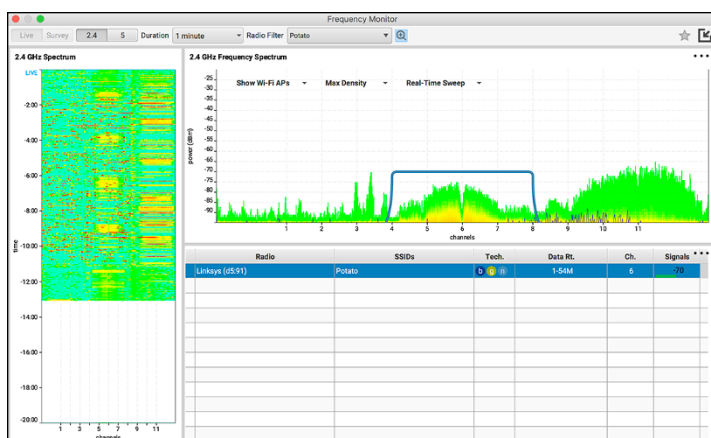 Frequency Monitor
Live Survey 2.4 5 Duration 1 minute Radio Filter Potato
2.4 GHz Spectrum
LIVE
-2.00
-4.00
-6.00
-8.00
-10.00
-12.00
-14.00
-16.00
-18.00
-20.00
time
1 3 5 7 9 11
channels
2.4 GHz Frequency Spectrum
Show Wi-Fi APs Max Density Real-Time Sweep
-25
-30
-35
-40
-45
-50
-55
-60
-65
-70
-75
-80
-85
-90
power (dBm)
1 2 3 4 5 6 7 8 9 10 11
channels
Radio SSIDs Tech. Data Rt. Ch. Signals
Linksys (d5:91) Potato b g n 1-54M 6 -70